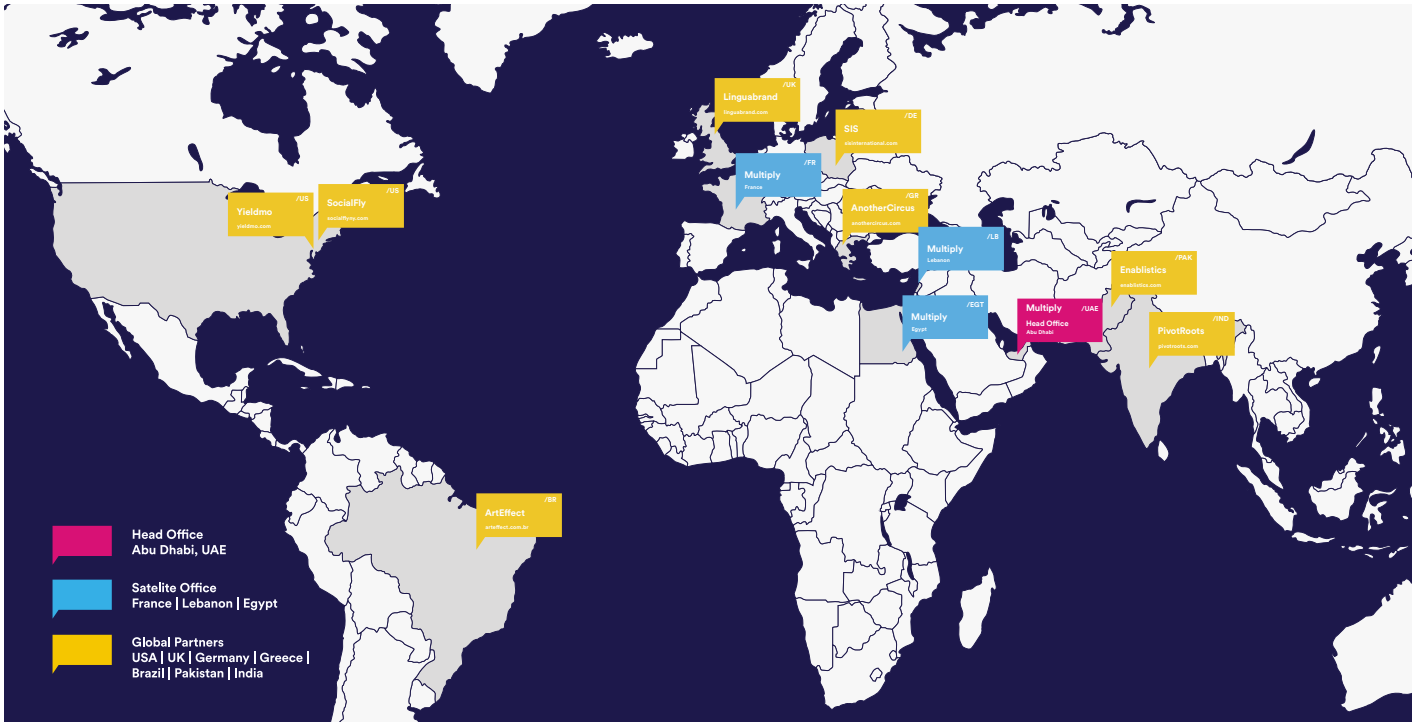 /UK
Linguabrand
linguabrand.com
/DE
SIS
sisinternational.com
/FR
Multiply
France
/US
Yieldmo
yieldmo.com
/US
SocialFly
socialflyny.com
/GR
AnotherCircus
anothercircus.com
/LB
Multiply
Lebanon
/PAK
Enablistics
enablistics.com
/EGT
Multiply
Egypt
/UAE
Multiply
Head Office
Abu Dhabi
/IND
PivotRoots
pivotroots.com
/BR
ArtEffect
arteffect.com.br
Head Office
Abu Dhabi, UAE
Satelite Office
France | Lebanon | Egypt
Global Partners
USA | UK | Germany | Greece |
Brazil | Pakistan | India